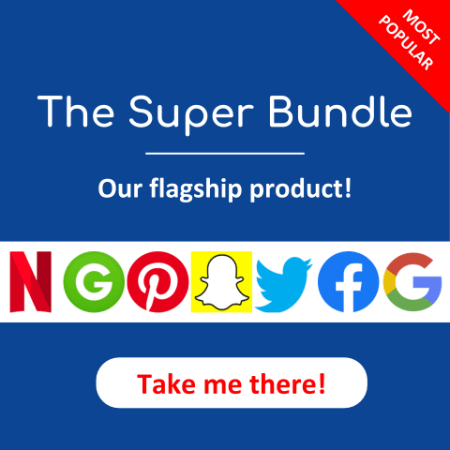 MOST
POPULAR
The Super Bundle
Our flagship product!
N G G
Take me there!